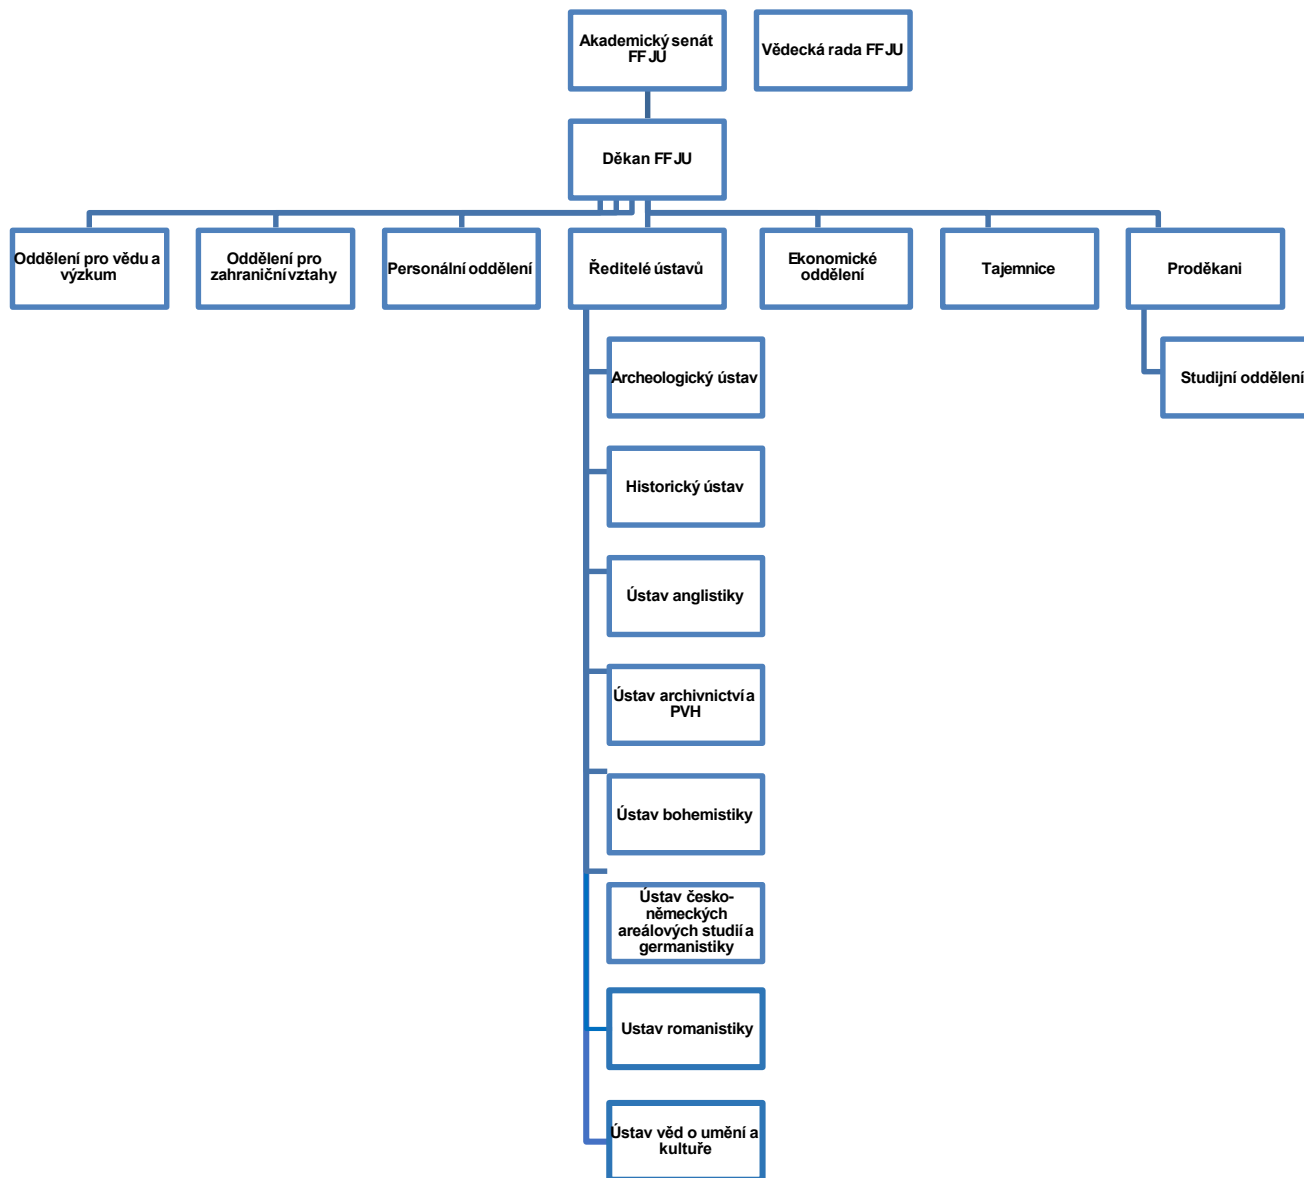 Akademický senát
FF JU
Vědecká rada FF JU
Děkan FF JU
Oddělení pro vědu a
výzkum
Oddělení pro
zahraniční vztahy
Personální oddělení
Ředitelé ústavů
Ekonomické
oddělení
Tajemnice
Proděkani
Archeologický ústav
Studijní oddělení
Historický ústav
Ústav anglistiky
Ústav archivnictví a
PVH
Ústav bohemistiky
Ústav česko-
německých
areálových studií a
germanistiky
Ustav romanistiky
Ústav věd o umění a
kultuře